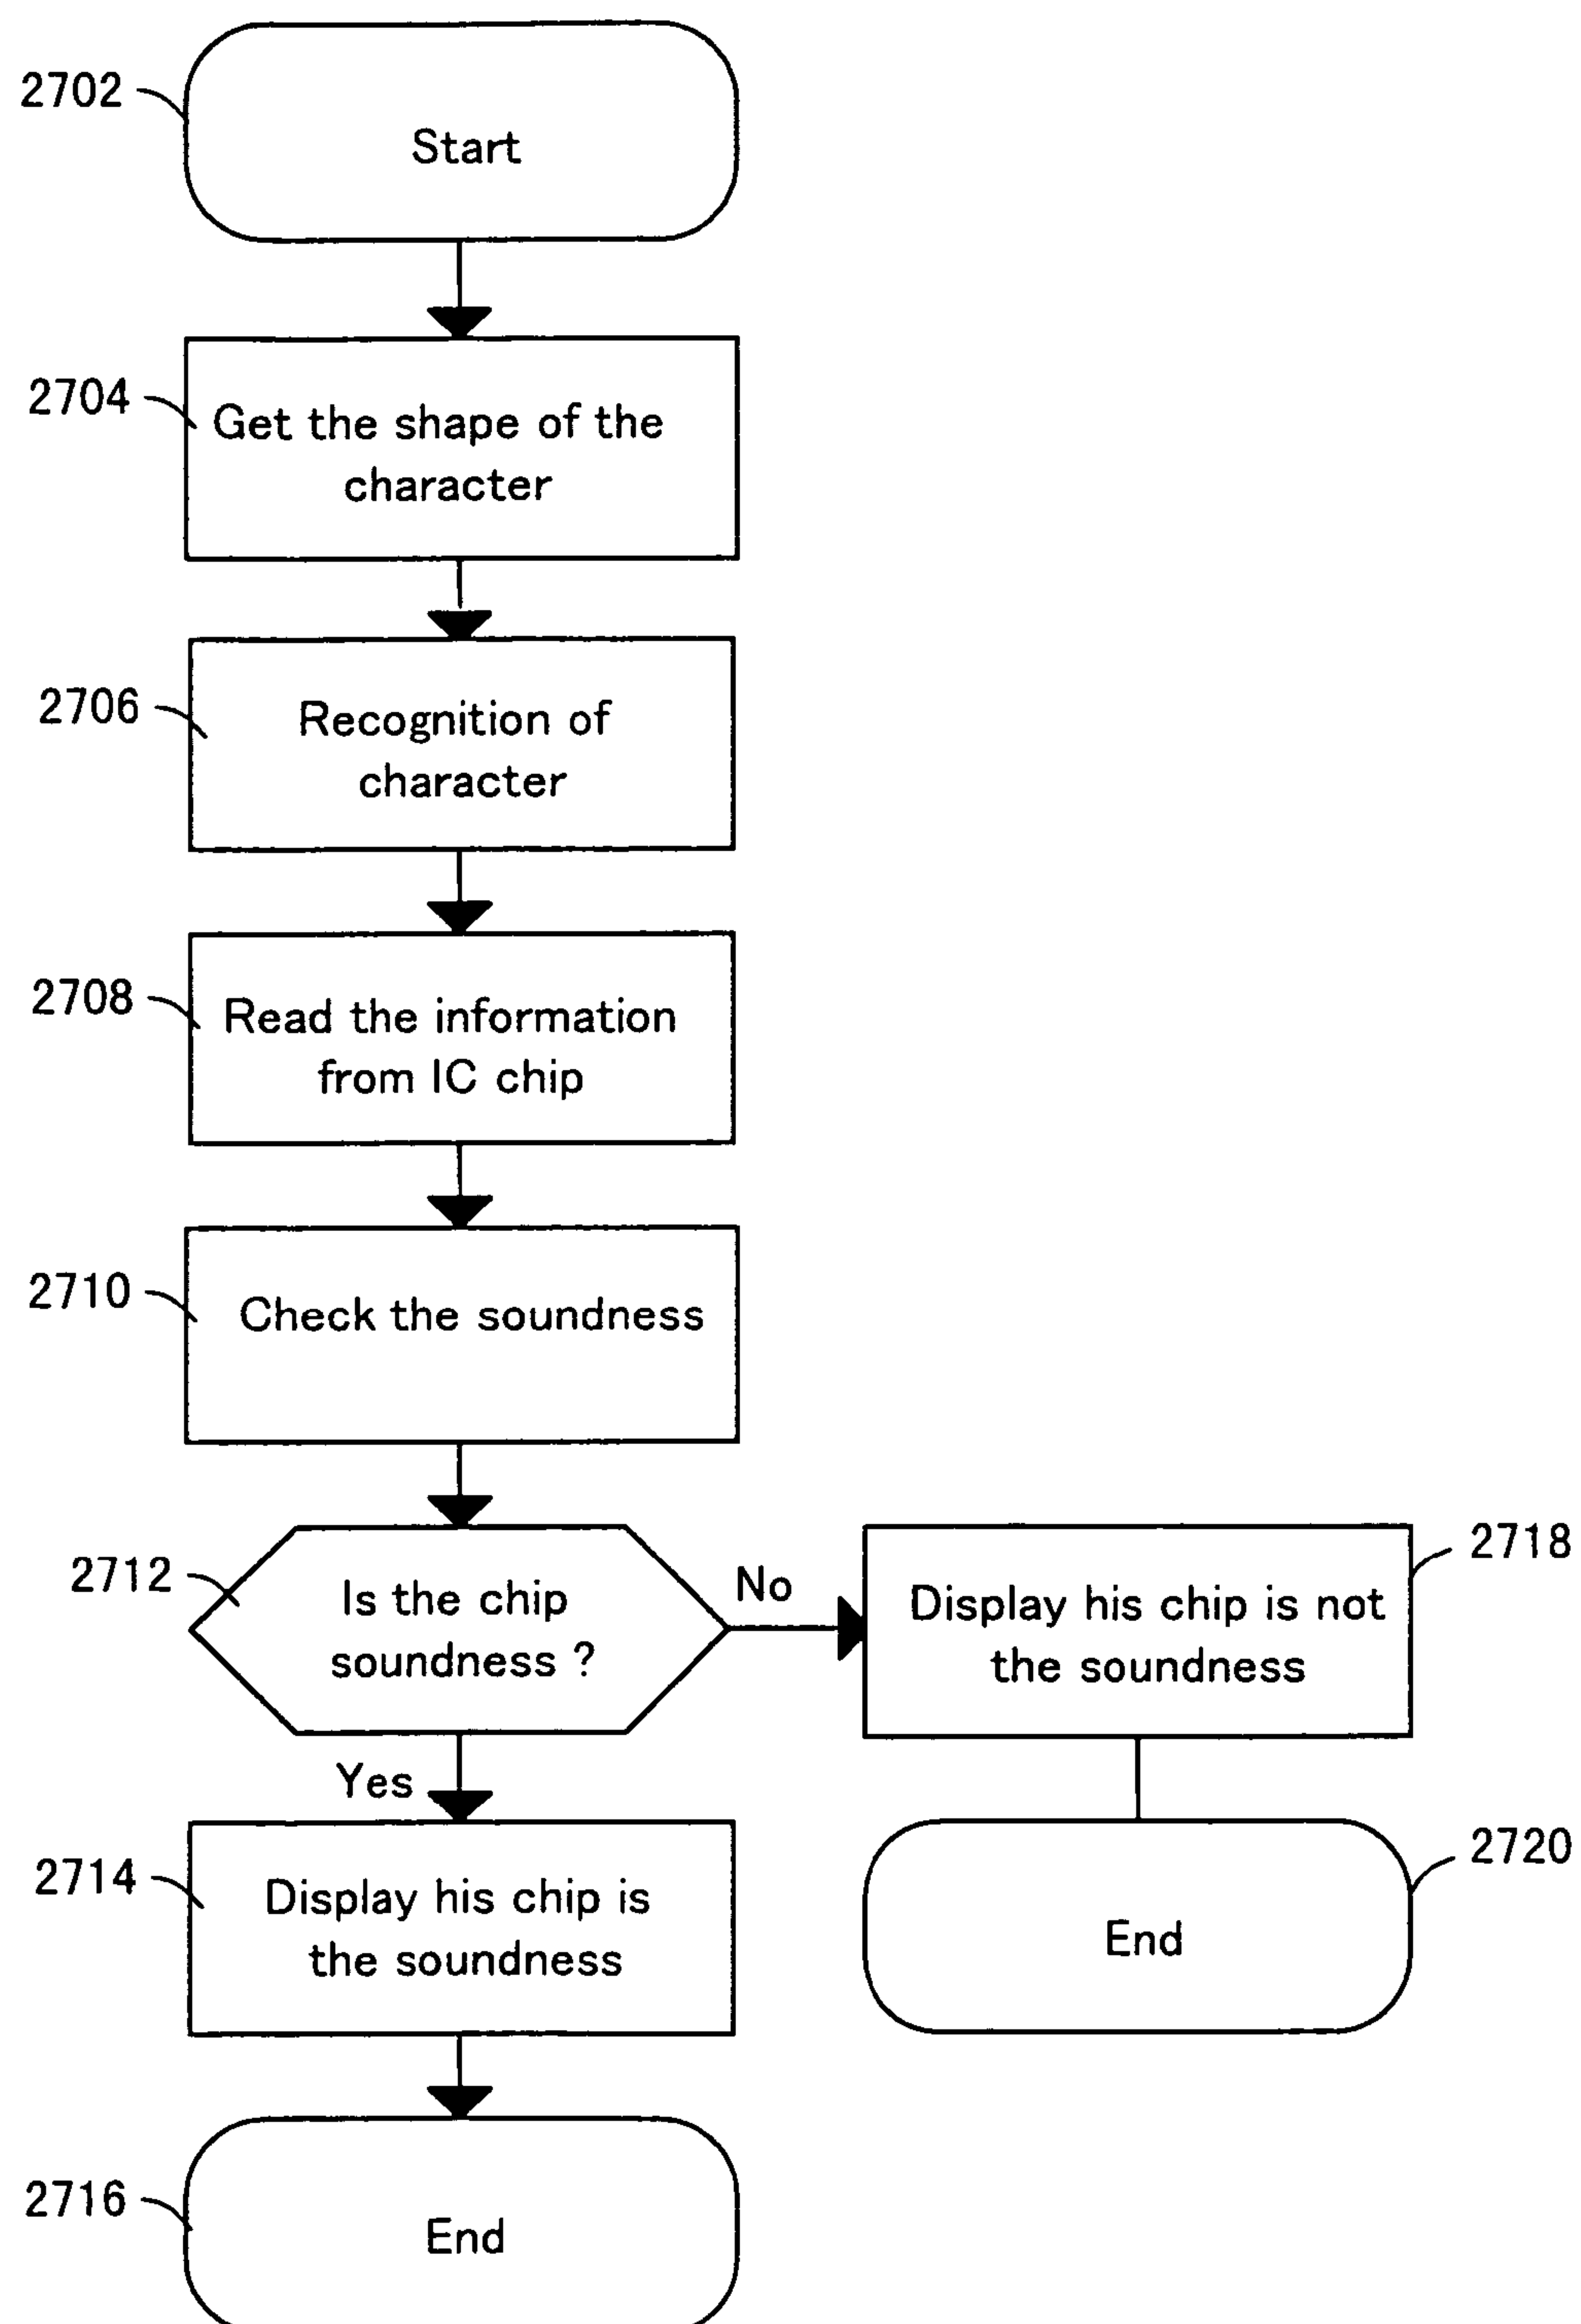 2702
Start
2704
Get the shape of the
character
2706
Recognition of
character
2708
Read the information
from IC chip
2710
Check the soundness
2712
Is the chip
soundness ?
No
2718
Display his chip is not
the soundness
Yes
2714
Display his chip is
the soundness
2720
End
2716
End